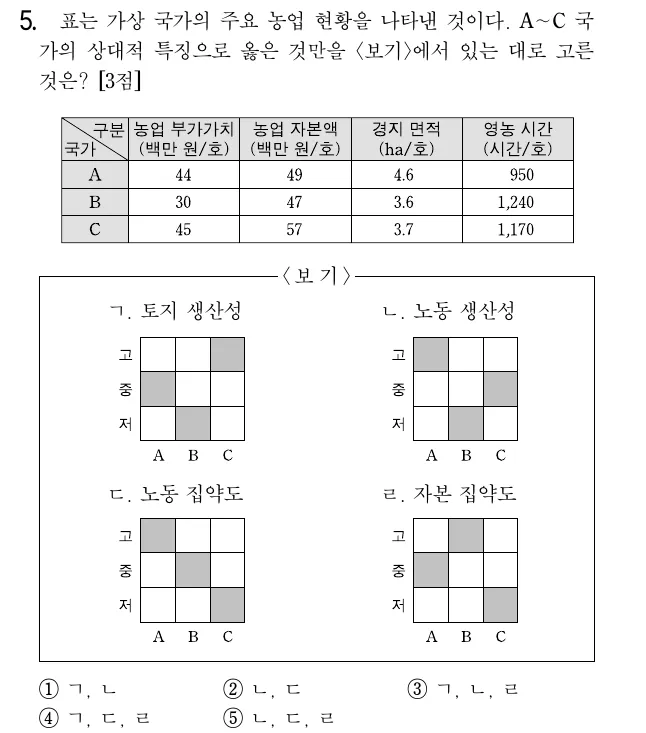 5. 표는 가상 국가의 주요 농업 현황을 나타낸 것이다. A~C 국
가의 상대적 특징으로 옳은 것만을 〈보기〉에서 있는 대로 고른
것은? [3점]
구분 농업 부가가치 농업 자본액 경지 면적 영농 시간
국가 (백만 원/호) (백만 원/호) (ha/호) (시간/호)
A 44 49 4.6 950
B 30 47 3.6 1,240
C 45 57 3.7 1,170
〈보 기〉
ㄱ. 토지 생산성 ㄴ. 노동 생산성
고 고
중 중
저 저
A B C A B C
ㄷ. 노동 집약도 ㄹ. 자본 집약도
고 고
중 중
저 저
A B C A B C
① ㄱ, ㄴ ② ㄴ, ㄷ ③ ㄱ, ㄴ, ㄹ
④ ㄱ, ㄷ, ㄹ ⑤ ㄴ, ㄷ, ㄹ